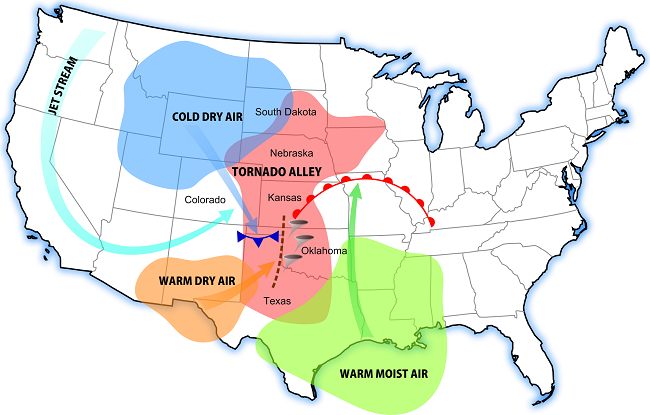 JET STREAM
COLD DRY AIR
South Dakota
Nebraska
TORNADO ALLEY
Colorado
Kansas
Oklahoma
WARM DRY AIR
Texas
WARM MOIST AIR